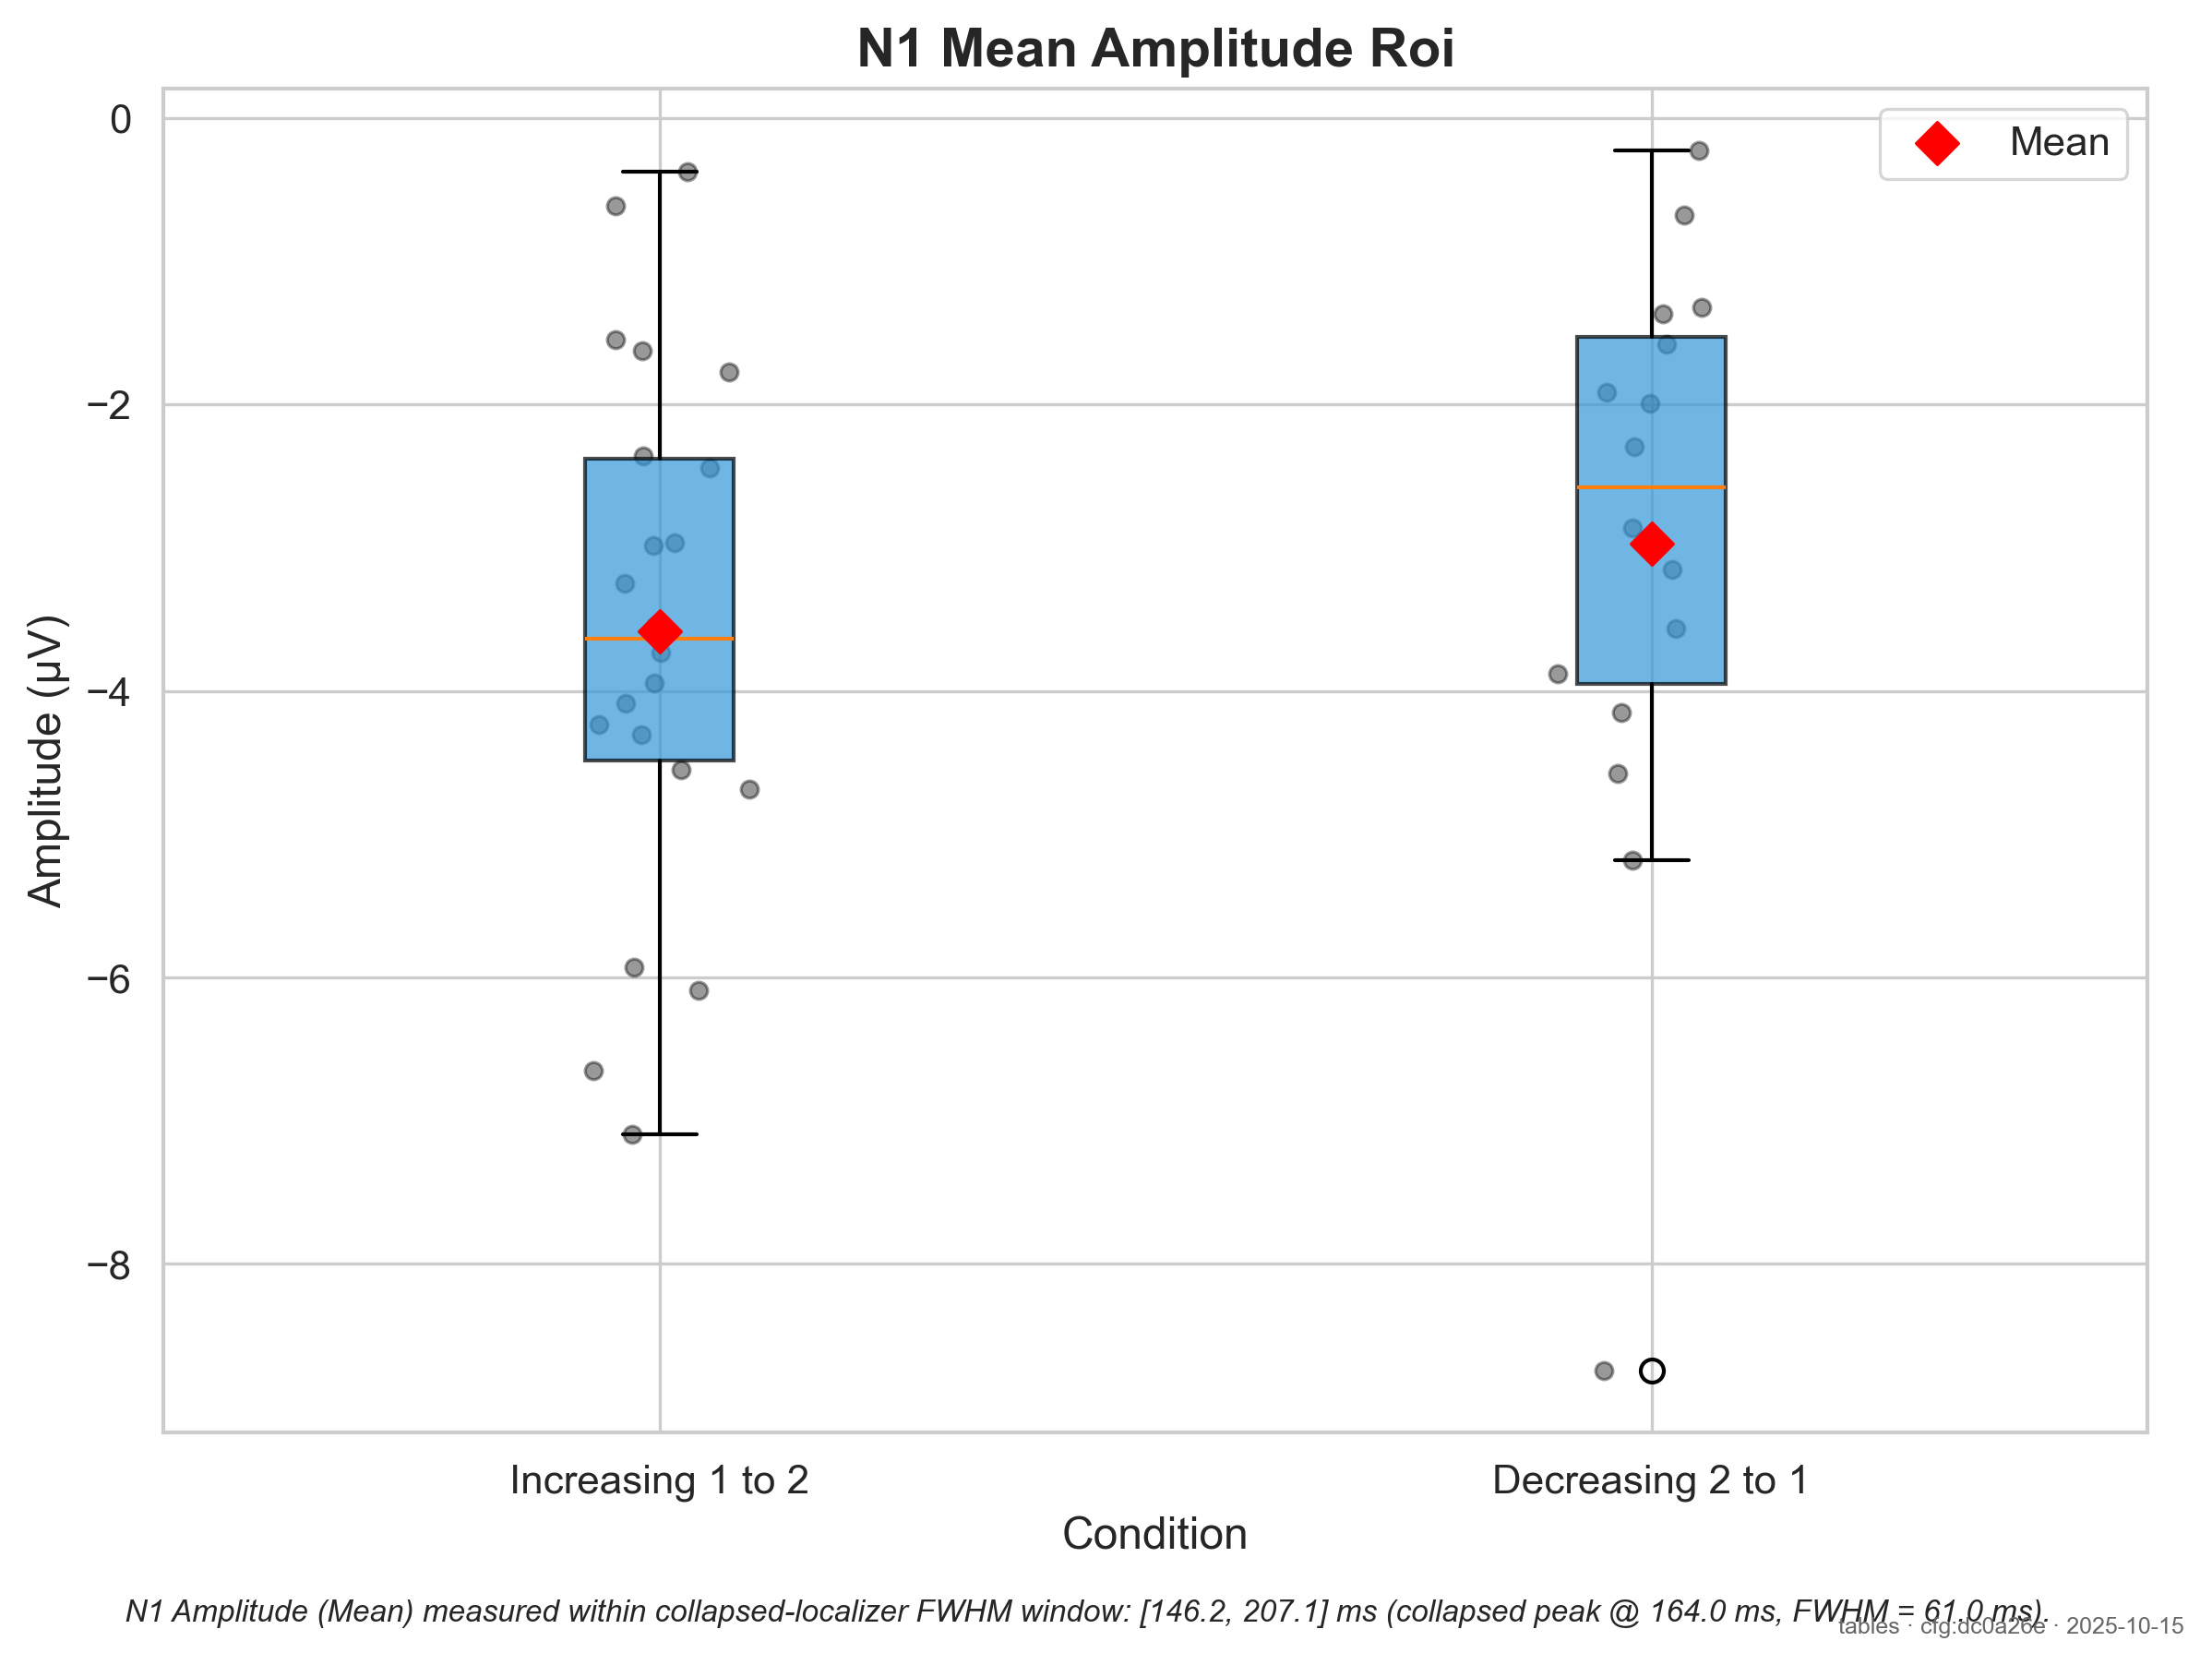 N1 Mean Amplitude Roi
Mean
0
−2
−4
−6
−8
Amplitude (µV)
Increasing 1 to 2
Decreasing 2 to 1
Condition
N1 Amplitude (Mean) measured within collapsed-localizer FWHM window: [146.2, 207.1] ms (collapsed peak @ 164.0 ms, FWHM = 61.0 ms).
tables · cfg:dc0a26e · 2025-10-15